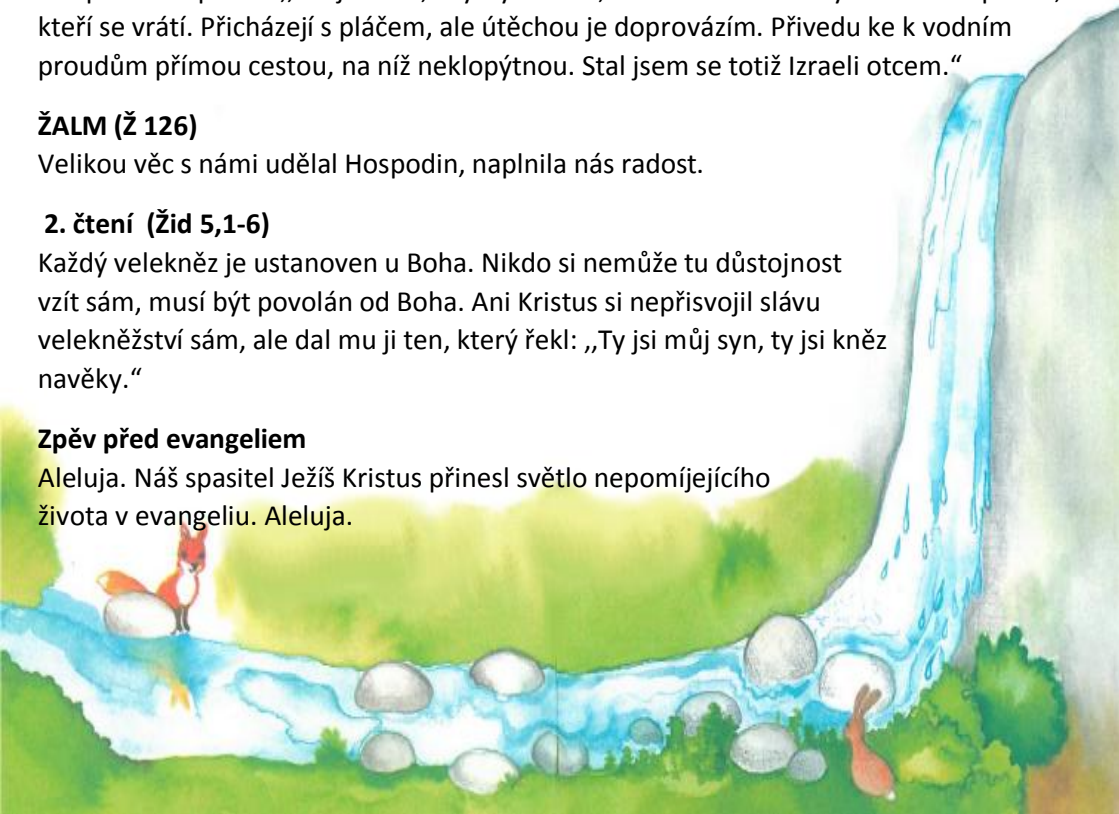 kteří se vrátí. Přicházejí s pláčem, ale útěchou je doprovázím. Přivedu ke k vodním
proudům přímou cestou, na níž neklopýtnou. Stal jsem se totiž Izraeli otcem.“
ŽALM (Ž 126)
Velikou věc s námi udělal Hospodin, naplnila nás radost.
2. čtení (Žid 5,1-6)
Každý velekněz je ustanoven u Boha. Nikdo si nemůže tu důstojnost
vzít sám, musí být povolán od Boha. Ani Kristus si nepřisvojil slávu
velekněžství sám, ale dal mu ji ten, který řekl: ,,Ty jsi můj syn, ty jsi kněz
navěky.“
Zpěv před evangeliem
Aleluja. Náš spasitel Ježíš Kristus přinesl světlo nepomíjejícího
života v evangeliu. Aleluja.